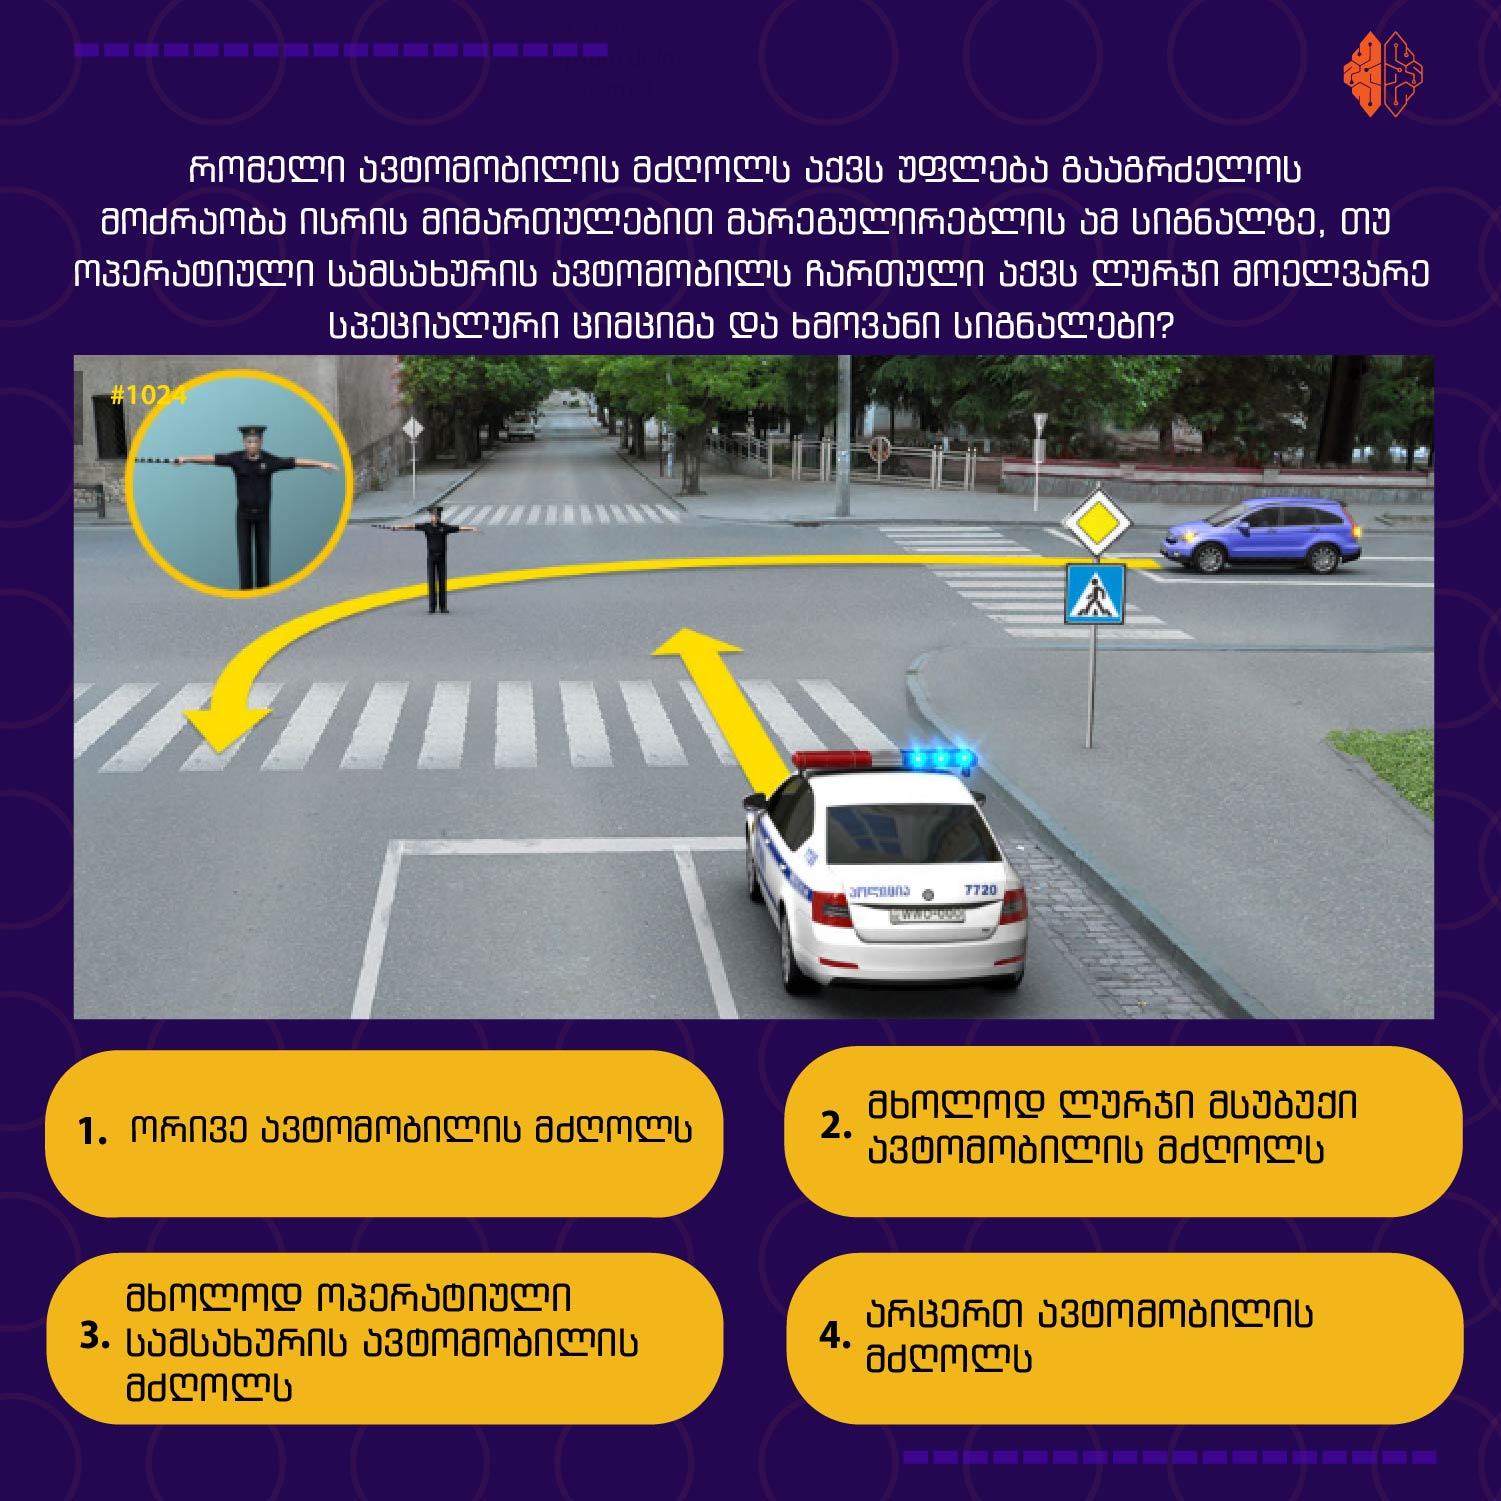 რომელი ავტომობილის მძღოლს აქვს უფლება გააგრძელოს
მოძრაობა ისრის მიმართულებით მარეგულირებლის ამ სიგნალზე, თუ
ოპერატიული სამსახურის ავტომობილს ჩართული აქვს ლურჯი მოელვარე
სპეციალური ციმციმა და ხმოვანი სიგნალები?
#1024
პოლიცია 7720
WWO-000
1. ორივე ავტომობილის მძღოლს
2. მხოლოდ ლურჯი მსუბუქი
ავტომობილის მძღოლს
3. მხოლოდ ოპერატიული
სამსახურის ავტომობილის
მძღოლს
4. არცერთ ავტომობილის
მძღოლს